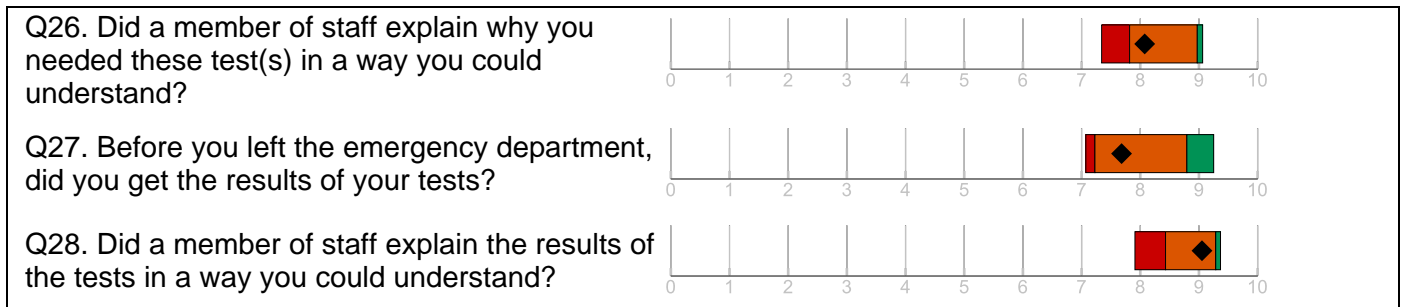 Q26. Did a member of staff explain why you
needed these test(s) in a way you could
understand?
0 1 2 3 4 5 6 7 8 9 10
Q27. Before you left the emergency department,
did you get the results of your tests?
0 1 2 3 4 5 6 7 8 9 10
Q28. Did a member of staff explain the results of
the tests in a way you could understand?
0 1 2 3 4 5 6 7 8 9 10